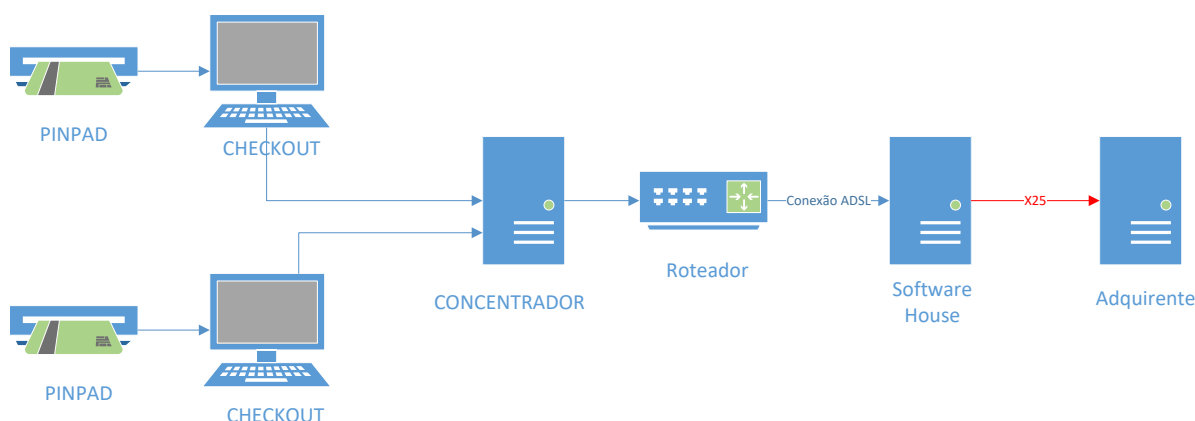 PINPAD
CHECKOUT
CONCENTRADOR
Roteador
Conexão ADSL
Software
House
X25
Adquirente
PINPAD
CHECKOUT